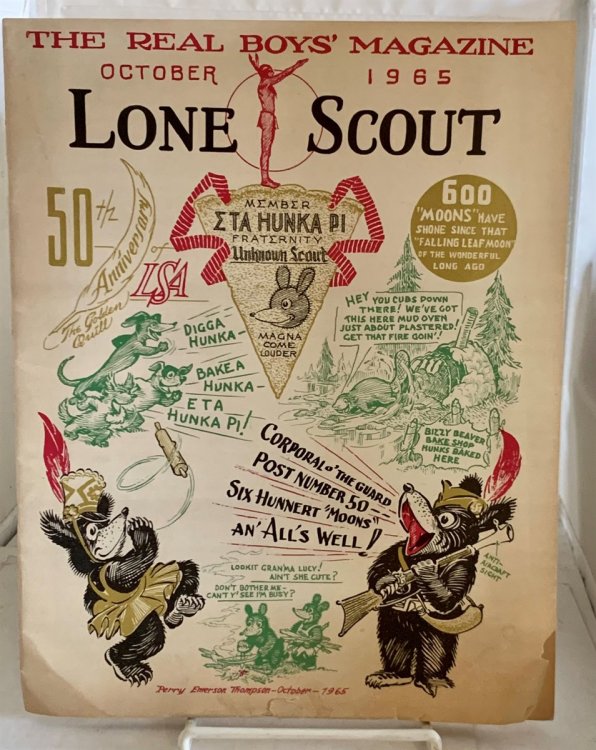 THE REAL BOYS' MAGAZINE
OCTOBER 1965
LONE SCOUT
50th
Anniversary
of
LSA
The Golden
Quill
MEMBER
ΣTA HUNKA PI
FRATERNITY
Unknown Scout
MAGNA
COME
LOUDER
600
"MOONS" HAVE
SHONE SINCE THAT
"FALLING LEAF MOON"
OF THE WONDERFUL
LONG AGO
HEY YOU CUBS DOWN
THERE! WE'VE GOT
THIS HERE MUD OVEN
JUST ABOUT PLASTERED!
GET THAT FIRE GOIN'!
DIGGA
HUNKA-
BAKEA
HUNKA-
ETA
HUNKA PI!
BIZZY BEAVER
BAKE SHOP
HUNKS BAKED
HERE
CORPORAL O' THE GUARD
POST NUMBER 50-
SIX HUNNERT "MOONS"
AN' ALL'S WELL!
ANTI-
AIRCRAFT
SIGHT
LOOKIT GRAN'MA LUCY!
AIN'T SHE CUTE?
DON'T BOTHER ME-
CAN'T Y' SEE I'M BUSY?
Perry Emerson Thompson-October-1965